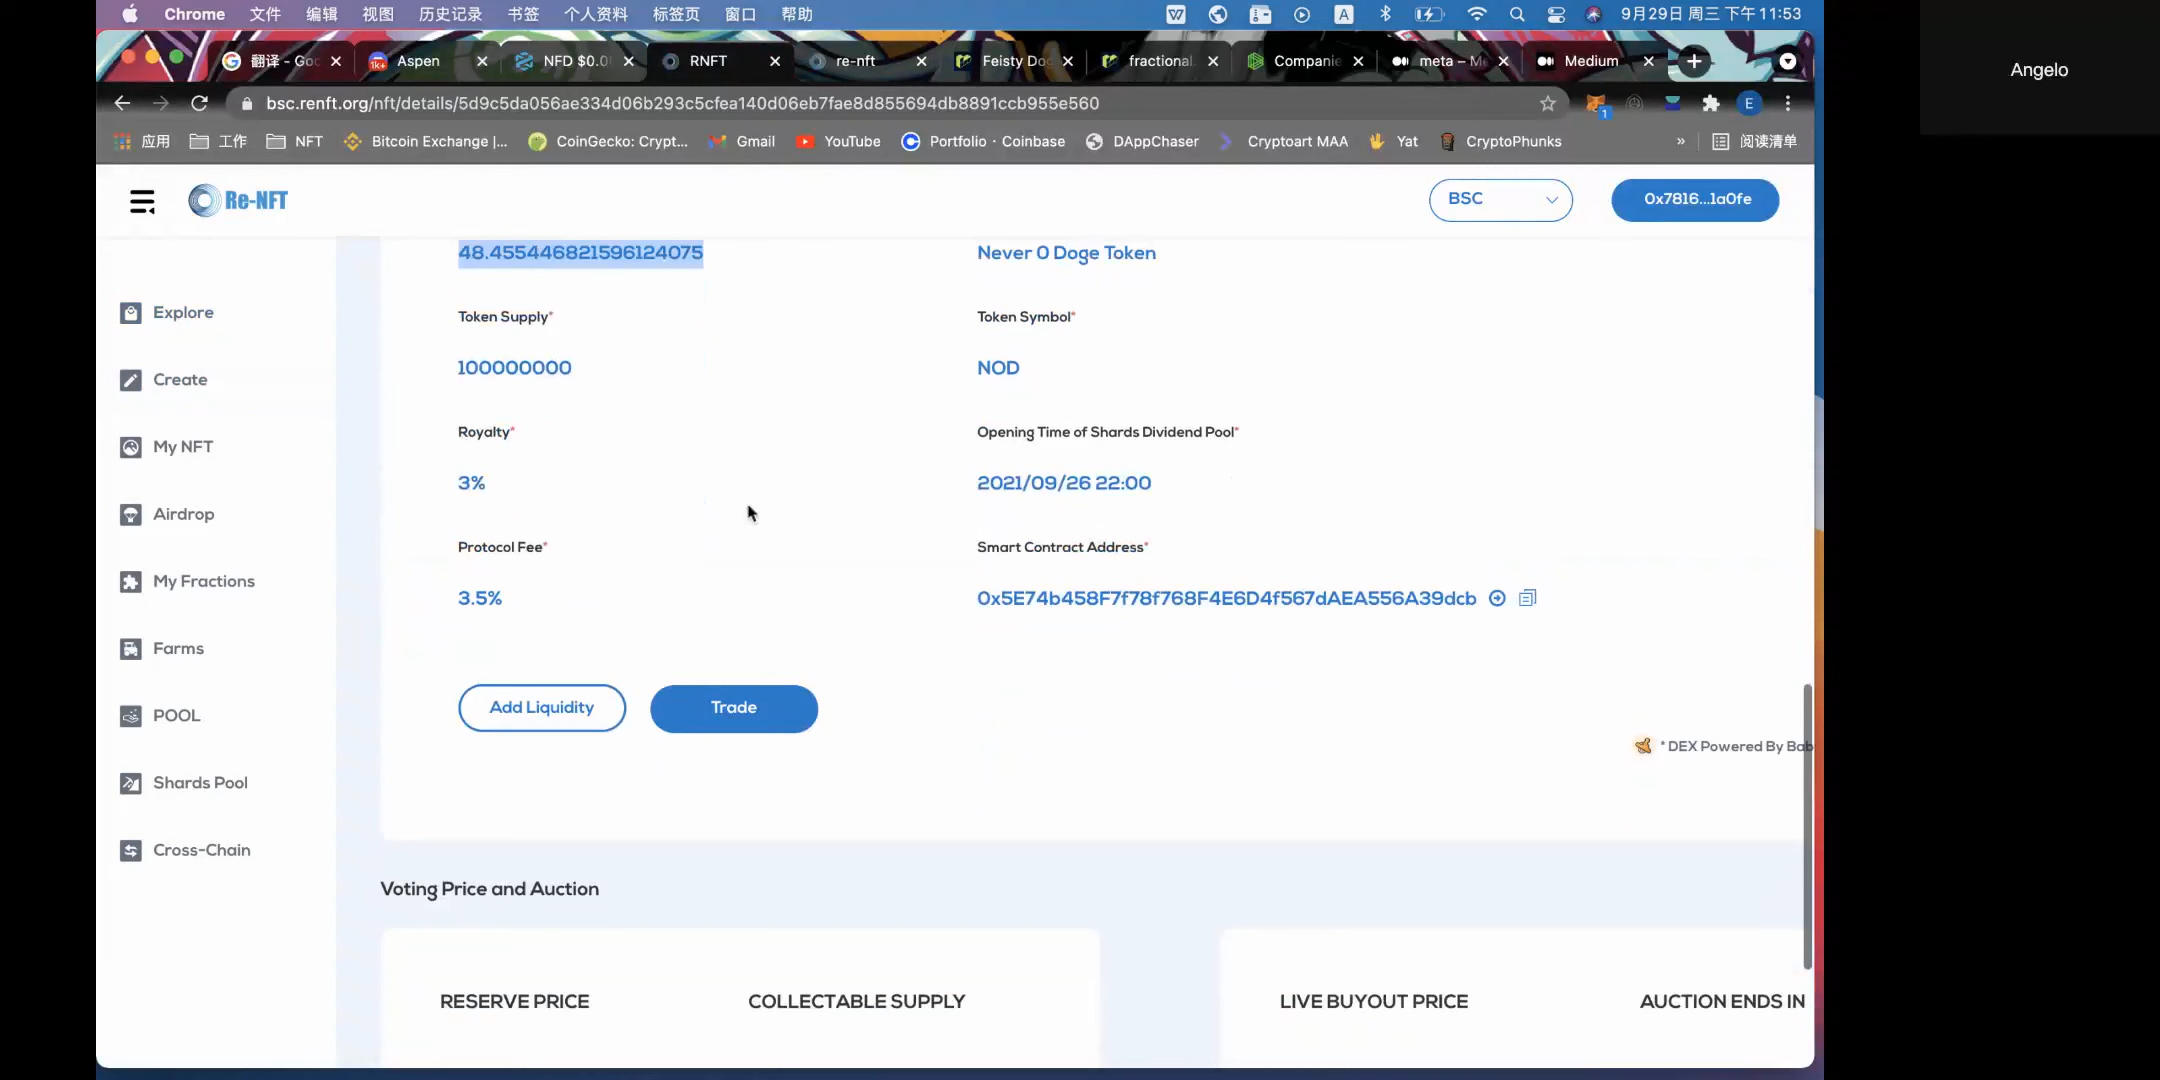 Chrome 文件 编辑 视图 历史记录 书签 个人资料 标签页 窗口 帮助 9月29日 周三 下午11:53
Angelo
翻译 - Goo Aspen NFD $0.0 RNFT re-nft Feisty Do fractional. Companie meta – M Medium
bsc.renft.org/nft/details/5d9c5da056ae334d06b293c5cfea140d06eb7fae8d855694db8891ccb955e560 E
应用 工作 NFT Bitcoin Exchange |... CoinGecko: Crypt... Gmail YouTube Portfolio · Coinbase DAppChaser Cryptoart MAA Yat CryptoPhunks » 阅读清单
Re-NFT BSC 0x7816...1a0fe
48.455446821596124075 Never 0 Doge Token
Explore
Create
My NFT
Airdrop
My Fractions
Farms
POOL
Shards Pool
Cross-Chain
Token Supply* Token Symbol*
100000000 NOD
Royalty* Opening Time of Shards Dividend Pool*
3% 2021/09/26 22:00
Protocol Fee* Smart Contract Address*
3.5% 0x5E74b458F7f78f768F4E6D4f567dAEA556A39dcb
Add Liquidity Trade
* DEX Powered By Bab
Voting Price and Auction
RESERVE PRICE COLLECTABLE SUPPLY LIVE BUYOUT PRICE AUCTION ENDS IN